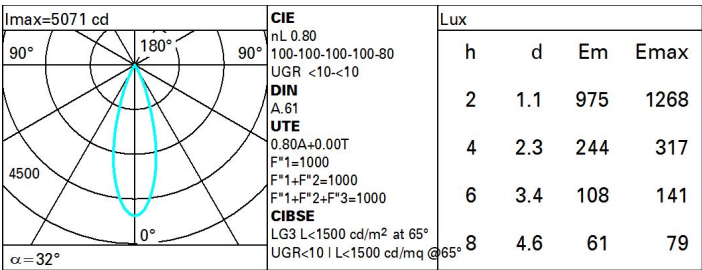 Imax=5071 cd
90°
180°
90°
4500
0°
α=32°
CIE
nL 0.80
100-100-100-100-80
UGR <10-<10
DIN
A.61
UTE
0.80A+0.00T
F"1=1000
F"1+F"2=1000
F"1+F"2+F"3=1000
CIBSE
LG3 L<1500 cd/m² at 65°
UGR<10 | L<1500 cd/mq @65°
Lux
h d Em Emax
2 1.1 975 1268
4 2.3 244 317
6 3.4 108 141
8 4.6 61 79